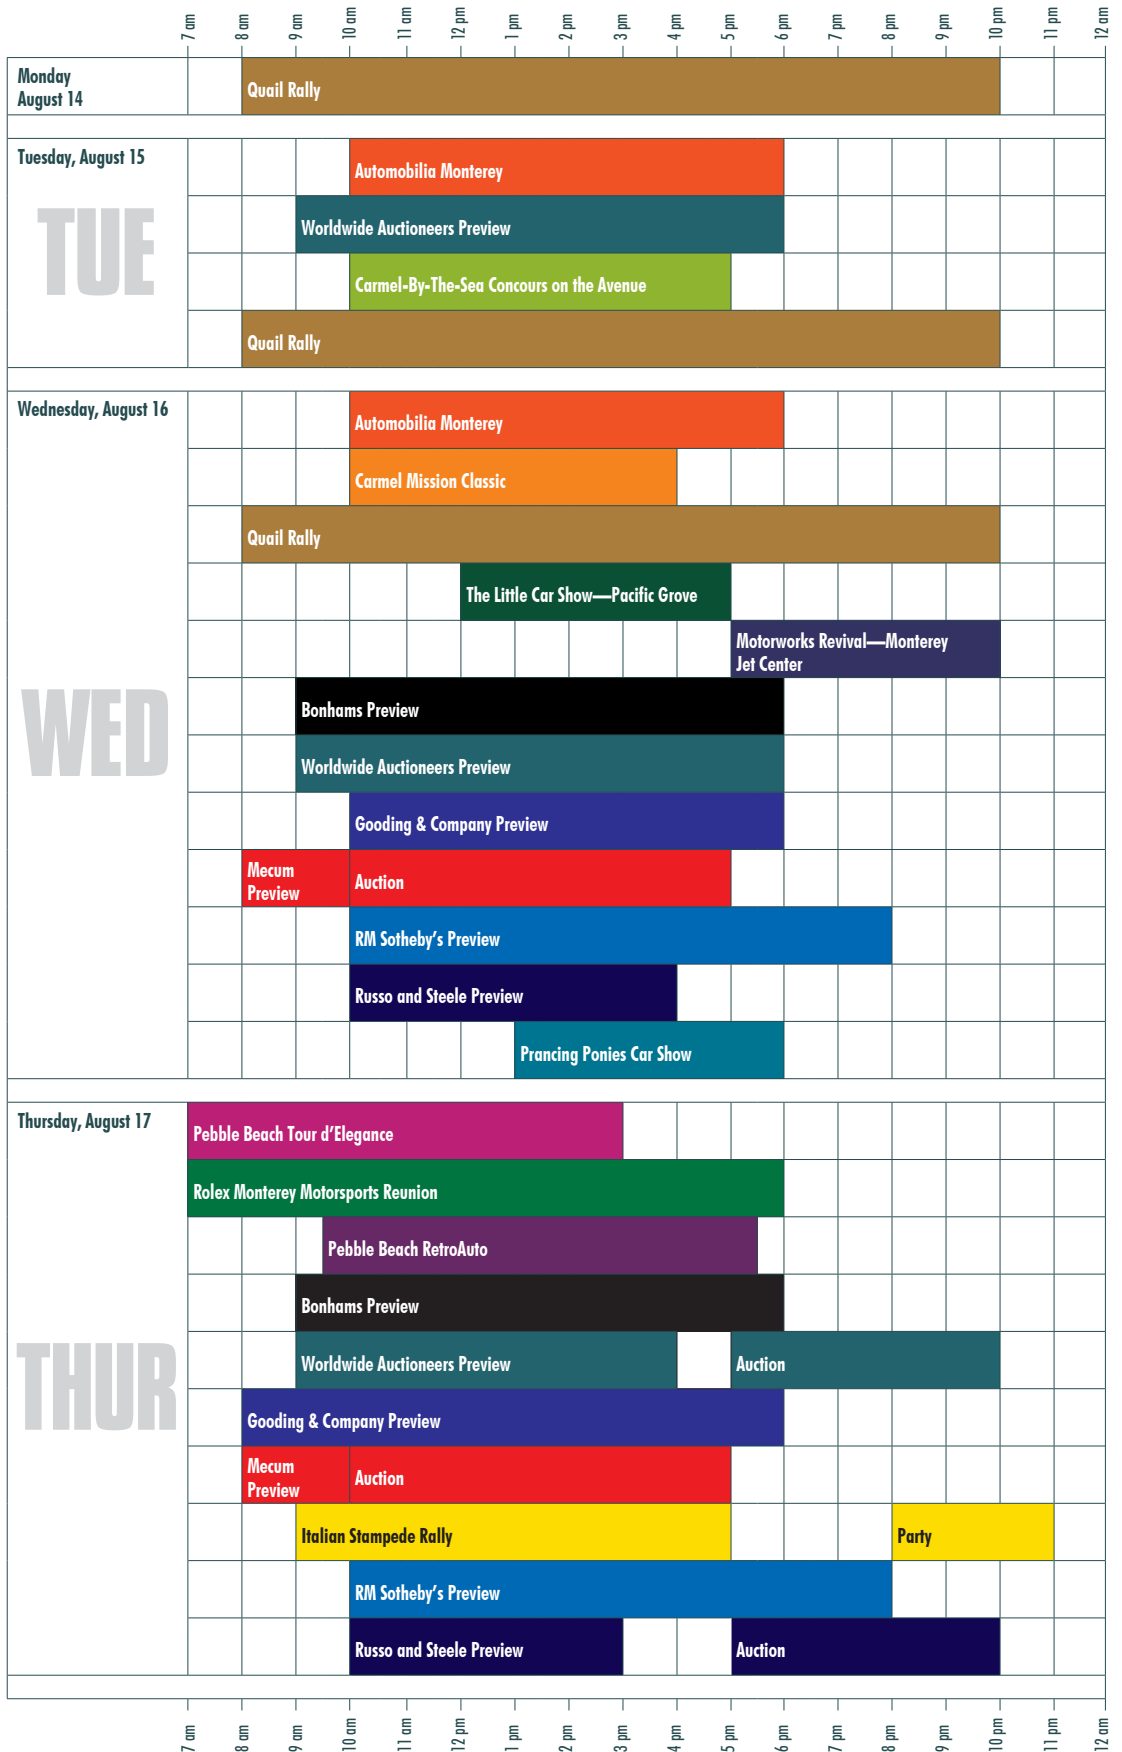 7 am
8 am
9 am
10 am
11 am
12 pm
1 pm
2 pm
3 pm
4 pm
5 pm
6 pm
7 pm
8 pm
9 pm
10 pm
11 pm
12 am
Monday
August 14
Quail Rally
Tuesday, August 15
TUE
Automobilia Monterey
Worldwide Auctioneers Preview
Carmel-By-The-Sea Concours on the Avenue
Quail Rally
Wednesday, August 16
WED
Automobilia Monterey
Carmel Mission Classic
Quail Rally
The Little Car Show—Pacific Grove
Motorworks Revival—Monterey
Jet Center
Bonhams Preview
Worldwide Auctioneers Preview
Gooding & Company Preview
Mecum
Preview
Auction
RM Sotheby’s Preview
Russo and Steele Preview
Prancing Ponies Car Show
Thursday, August 17
THUR
Pebble Beach Tour d’Elegance
Rolex Monterey Motorsports Reunion
Pebble Beach RetroAuto
Bonhams Preview
Worldwide Auctioneers Preview
Auction
Gooding & Company Preview
Mecum
Preview
Auction
Italian Stampede Rally
Party
RM Sotheby’s Preview
Russo and Steele Preview
Auction
7 am
8 am
9 am
10 am
11 am
12 pm
1 pm
2 pm
3 pm
4 pm
5 pm
6 pm
7 pm
8 pm
9 pm
10 pm
11 pm
12 am